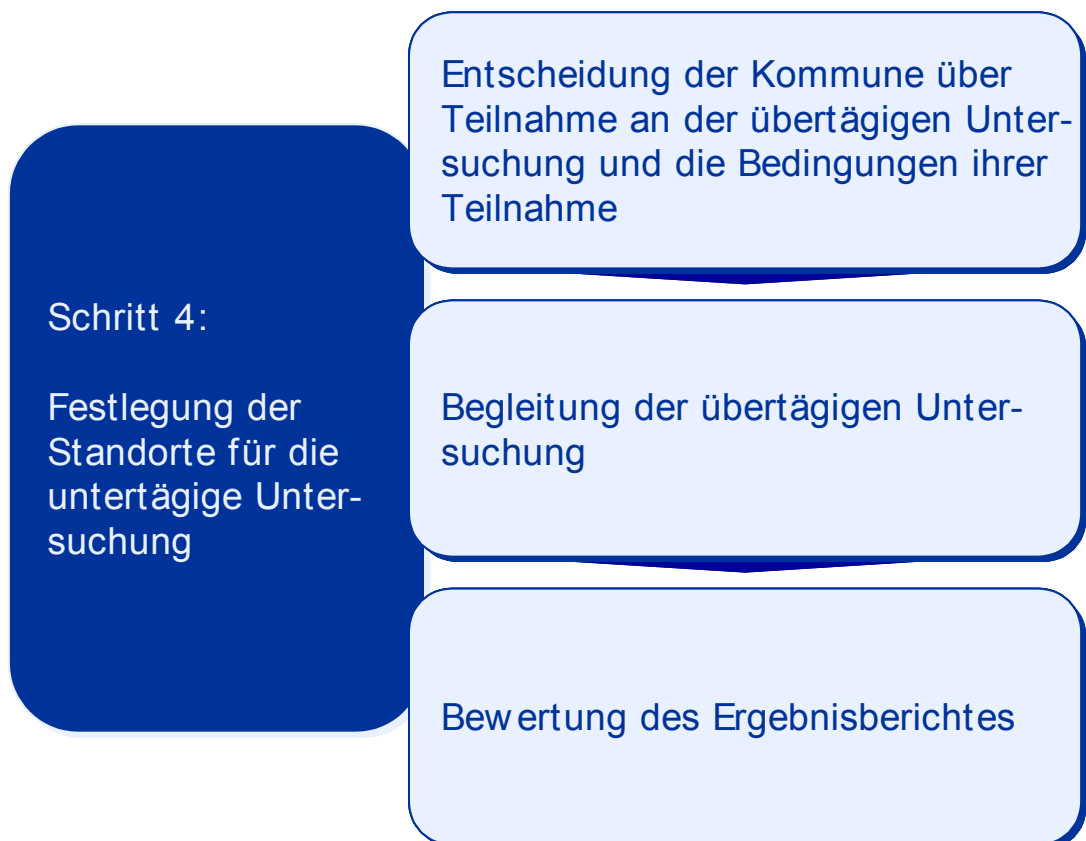 Schritt 4:
Festlegung der
Standorte für die
untertägige Unter-
suchung
Entscheidung der Kommune über
Teilnahme an der übertägigen Unter-
suchung und die Bedingungen ihrer
Teilnahme
Begleitung der übertägigen Unter-
suchung
Bewertung des Ergebnisberichtes